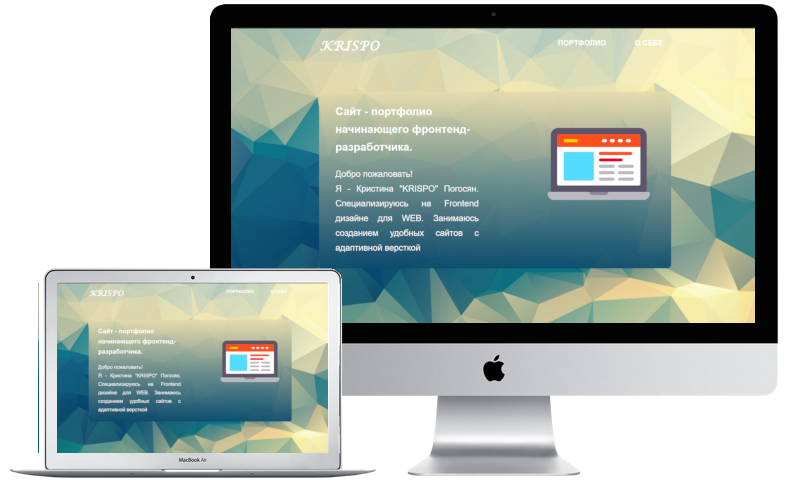 KRISPO
ПОРТФОЛИО О СЕБЕ
Сайт - портфолио
начинающего фронтенд-
разработчика.
Добро пожаловать!
Я - Кристина "KRISPO" Погосян.
Специализируюсь на Frontend
дизайне для WEB. Занимаюсь
созданием удобных сайтов с
адаптивной версткой
KRISPO
ПОРТФОЛИО О СЕБЕ
Сайт - портфолио
начинающего фронтенд-
разработчика.
Добро пожаловать!
Я - Кристина "KRISPO" Погосян.
Специализируюсь на Frontend
дизайне для WEB. Занимаюсь
созданием удобных сайтов с
адаптивной версткой
MacBook Air